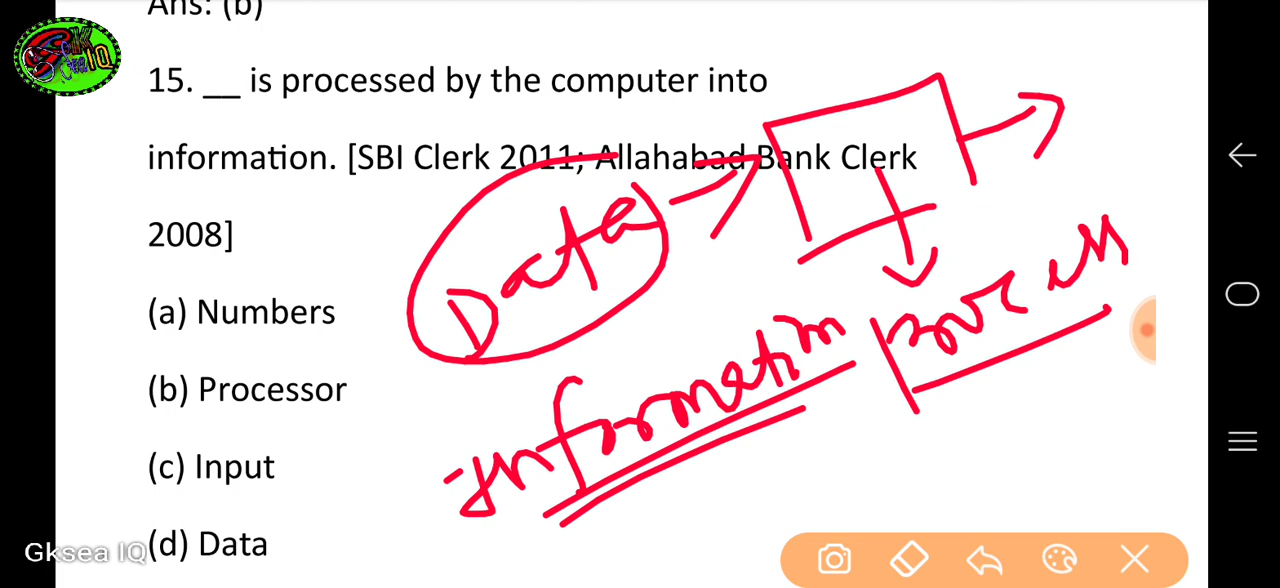 Ans: (b)
15. __ is processed by the computer into
information. [SBI Clerk 2011; Allahabad Bank Clerk
2008]
(a) Numbers
(b) Processor
(c) Input
(d) Data
Data
Process
Information
Gksea IQ